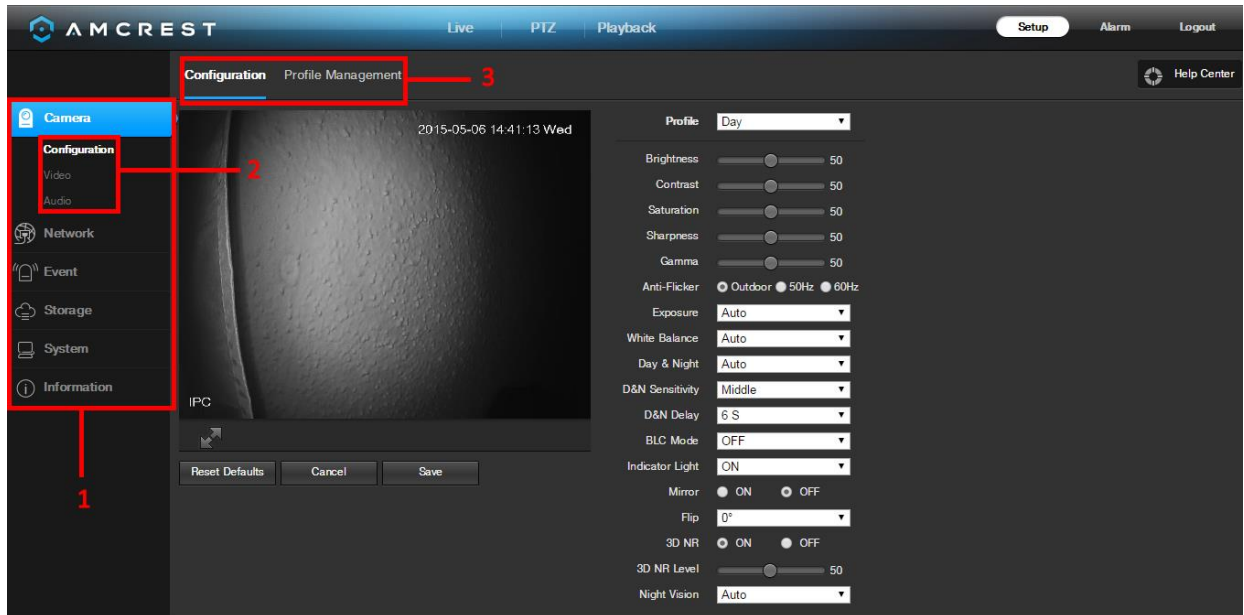 AMCREST
Live PTZ Playback
Setup Alarm Logout
Configuration Profile Management
3
Help Center
Camera
Configuration
Video
Audio
2
Network
Event
Storage
System
Information
1
2015-05-06 14:41:13 Wed
IPC
Reset Defaults Cancel Save
Profile Day
Brightness 50
Contrast 50
Saturation 50
Sharpness 50
Gamma 50
Anti-Flicker Outdoor 50Hz 60Hz
Exposure Auto
White Balance Auto
Day & Night Auto
D&N Sensitivity Middle
D&N Delay 6 S
BLC Mode OFF
Indicator Light ON
Mirror ON OFF
Flip 0°
3D NR ON OFF
3D NR Level 50
Night Vision Auto